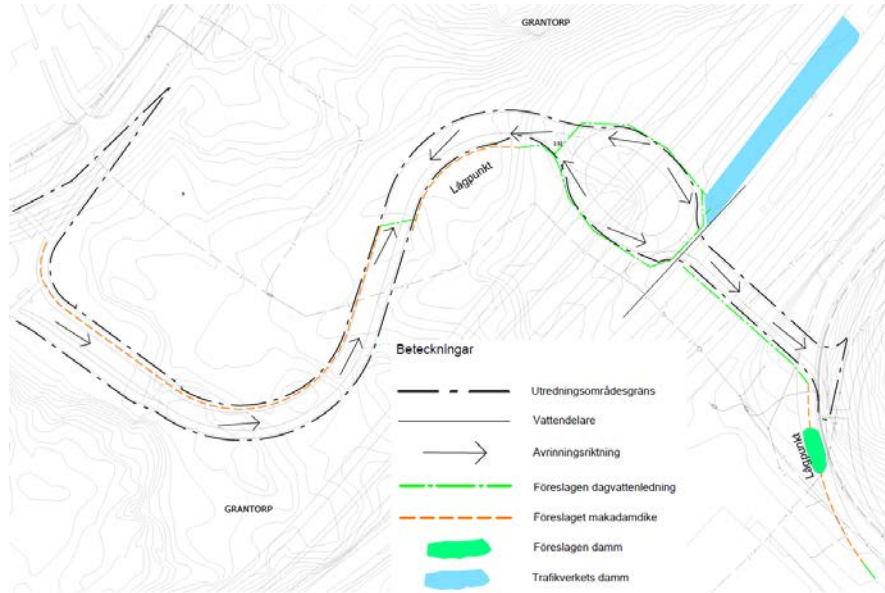 GRANTORP
Lågpunkt
GRANTORP
Beteckningar
Utredningsområdesgräns
Vattendelare
Avrinningsriktning
Föreslagen dagvattenledning
Föreslaget makadamdike
Föreslagen damm
Trafikverkets damm
Lågpunkt